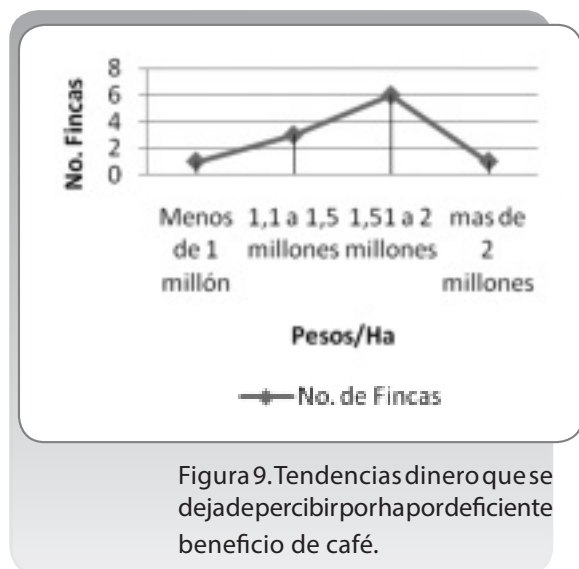 8
6
4
2
0
No. Fincas
Menos 1,1 a 1,5 1,51 a 2 mas de
de 1 millones millones 2
millón millones
Pesos/Ha
No. de Fincas
Figura 9. Tendencias dinero que se
deja de percibir por ha por deficiente
beneficio de café.